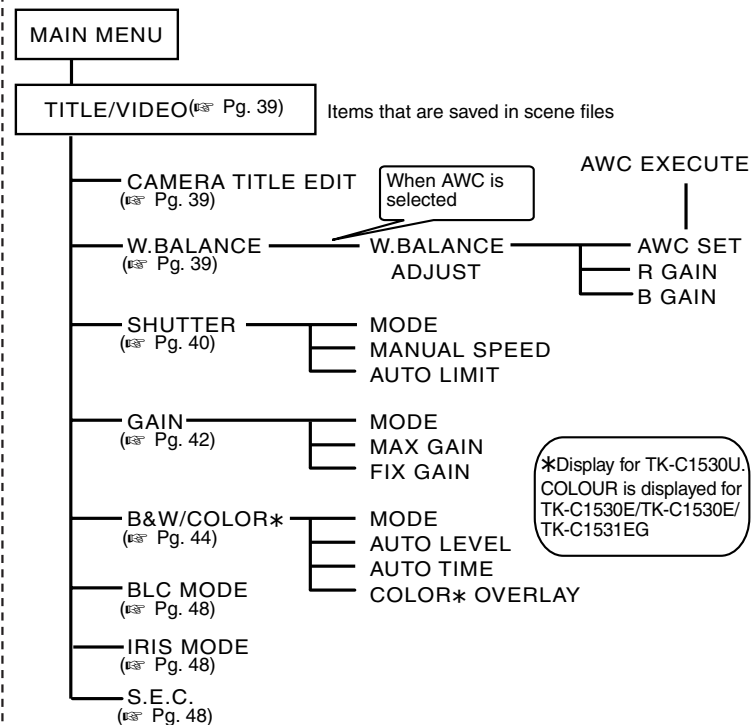 MAIN MENU
TITLE/VIDEO(☞ Pg. 39) Items that are saved in scene files
CAMERA TITLE EDIT
(☞ Pg. 39)
When AWC is
selected
AWC EXECUTE
W.BALANCE
(☞ Pg. 39)
W.BALANCE
ADJUST
AWC SET
R GAIN
B GAIN
SHUTTER
(☞ Pg. 40)
MODE
MANUAL SPEED
AUTO LIMIT
GAIN
(☞ Pg. 42)
MODE
MAX GAIN
FIX GAIN
*Display for TK-C1530U.
COLOUR is displayed for
TK-C1530E/TK-C1530E/
TK-C1531EG
B&W/COLOR*
(☞ Pg. 44)
MODE
AUTO LEVEL
AUTO TIME
COLOR* OVERLAY
BLC MODE
(☞ Pg. 48)
IRIS MODE
(☞ Pg. 48)
S.E.C.
(☞ Pg. 48)